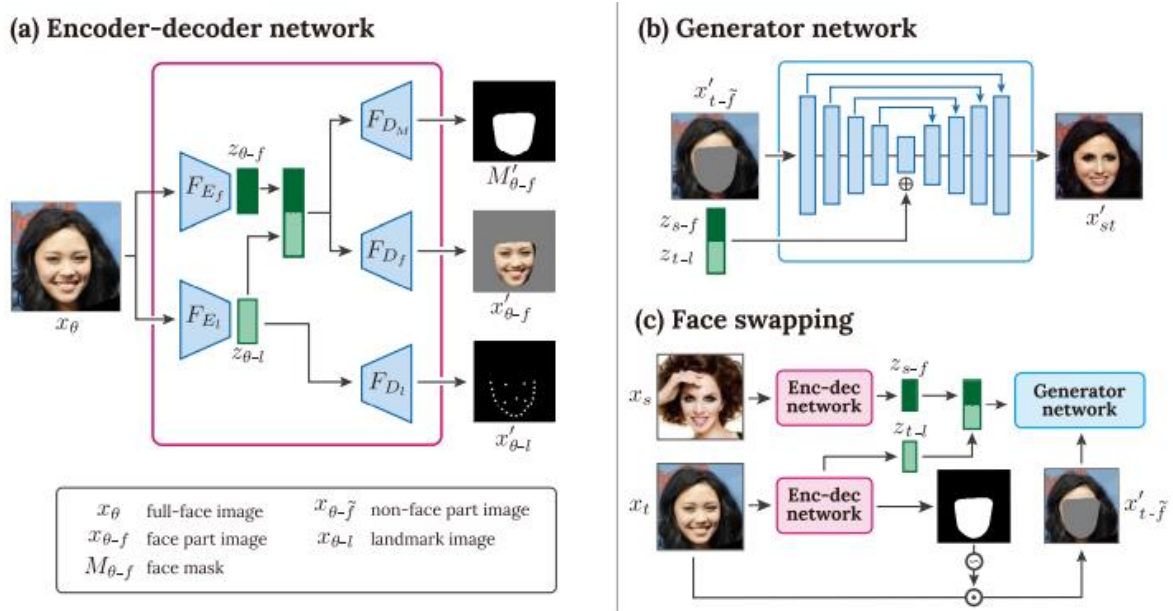 (a) Encoder-decoder network
F_{E_f}
z_{θ-f}
F_{D_M}
M'_{θ-f}
F_{D_f}
x'_{θ-f}
x_θ
F_{E_l}
z_{θ-l}
F_{D_l}
x'_{θ-l}
x_θ full-face image
x_{θ-f̃} non-face part image
x_{θ-f} face part image
x_{θ-l} landmark image
M_{θ-f} face mask
(b) Generator network
x'_{t-f̃}
z_{s-f}
z_{t-l}
⊕
x'_{st}
(c) Face swapping
x_s
Enc-dec
network
z_{s-f}
z_{t-l}
Generator
network
x_t
Enc-dec
network
x'_{t-f̃}